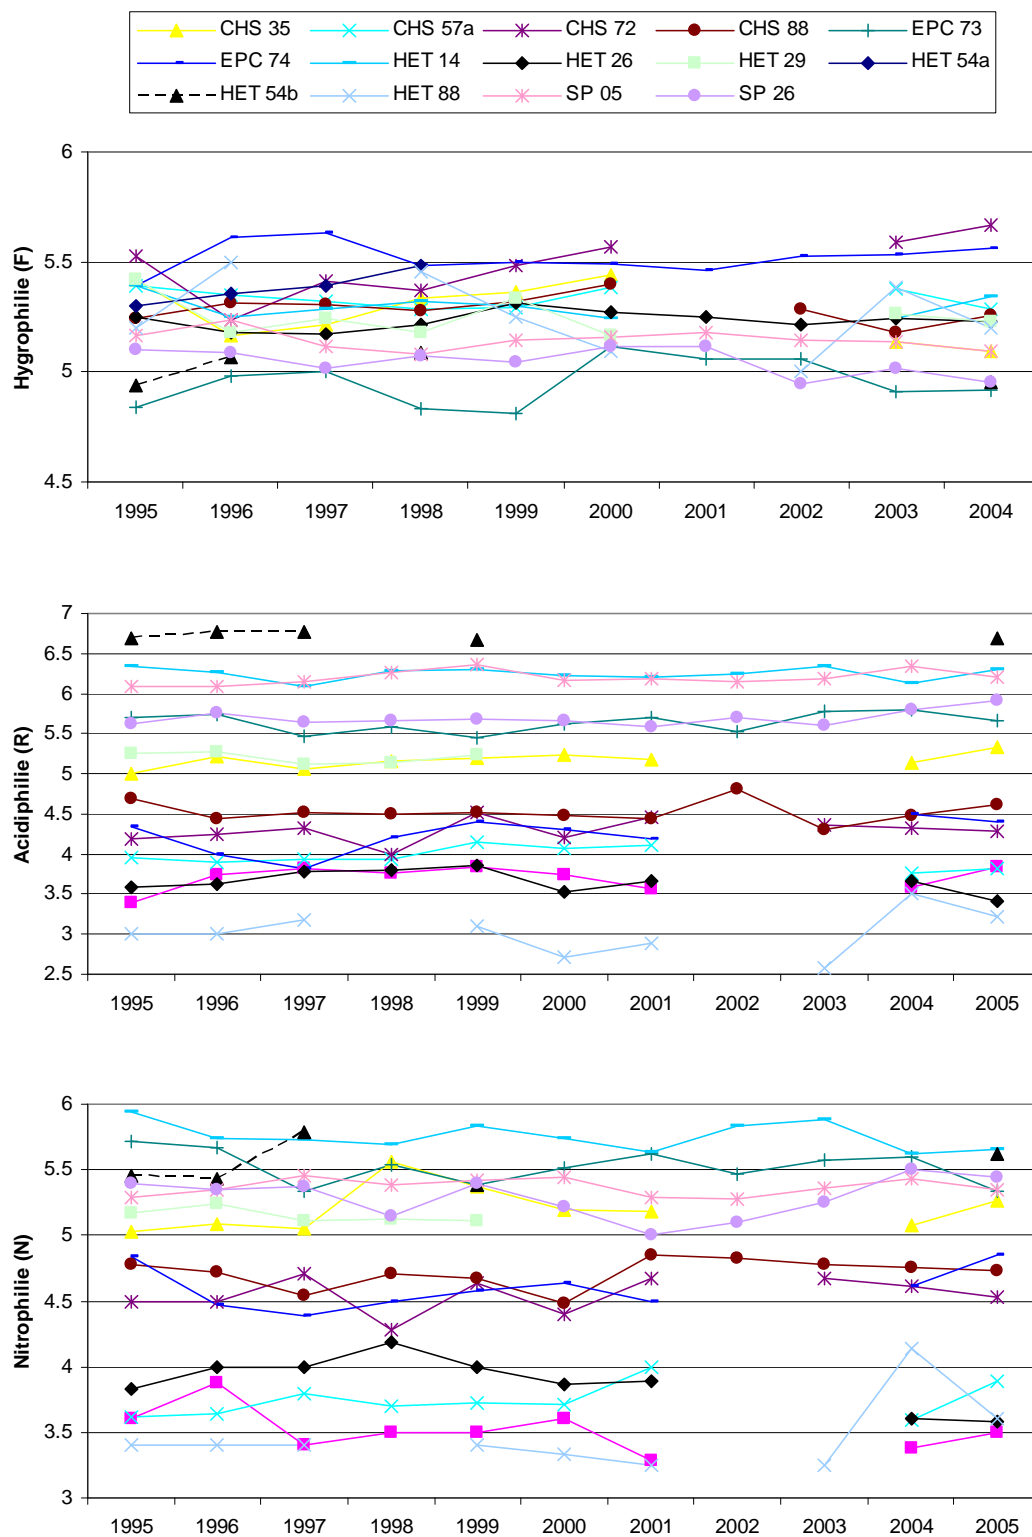 CHS 35 CHS 57a CHS 72 CHS 88 EPC 73
EPC 74 HET 14 HET 26 HET 29 HET 54a
HET 54b HET 88 SP 05 SP 26
Hygrophilie (F)
6
5.5
5
4.5
1995 1996 1997 1998 1999 2000 2001 2002 2003 2004
Acidiphilie (R)
7
6.5
6
5.5
5
4.5
4
3.5
3
2.5
1995 1996 1997 1998 1999 2000 2001 2002 2003 2004 2005
Nitrophilie (N)
6
5.5
5
4.5
4
3.5
3
1995 1996 1997 1998 1999 2000 2001 2002 2003 2004 2005